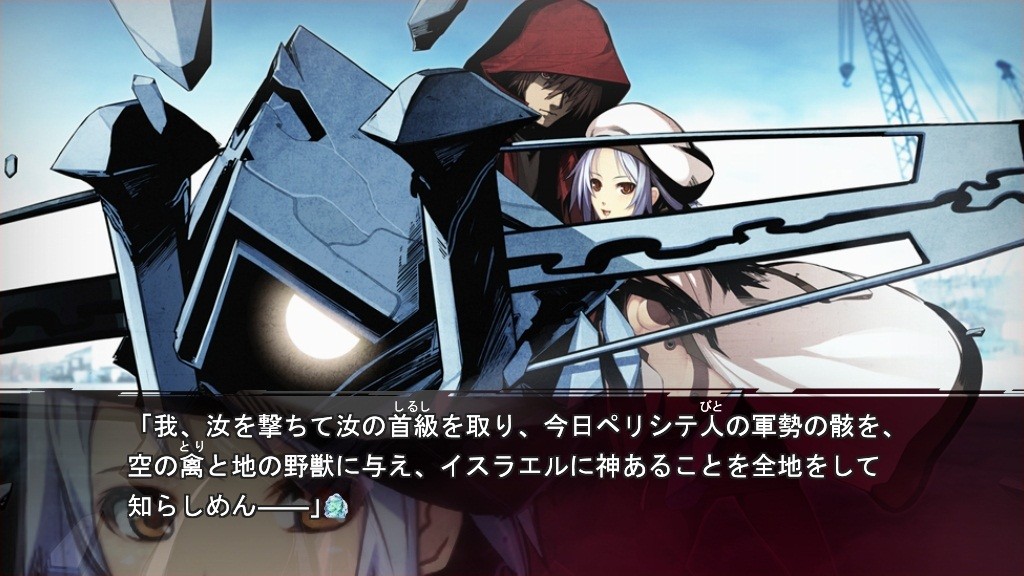 「我、汝を撃ちて汝の首級を取り、今日ペリシテ人の軍勢の骸を、
空の禽と地の野獣に与え、イスラエルに神あることを全地をして
知らしめん――」